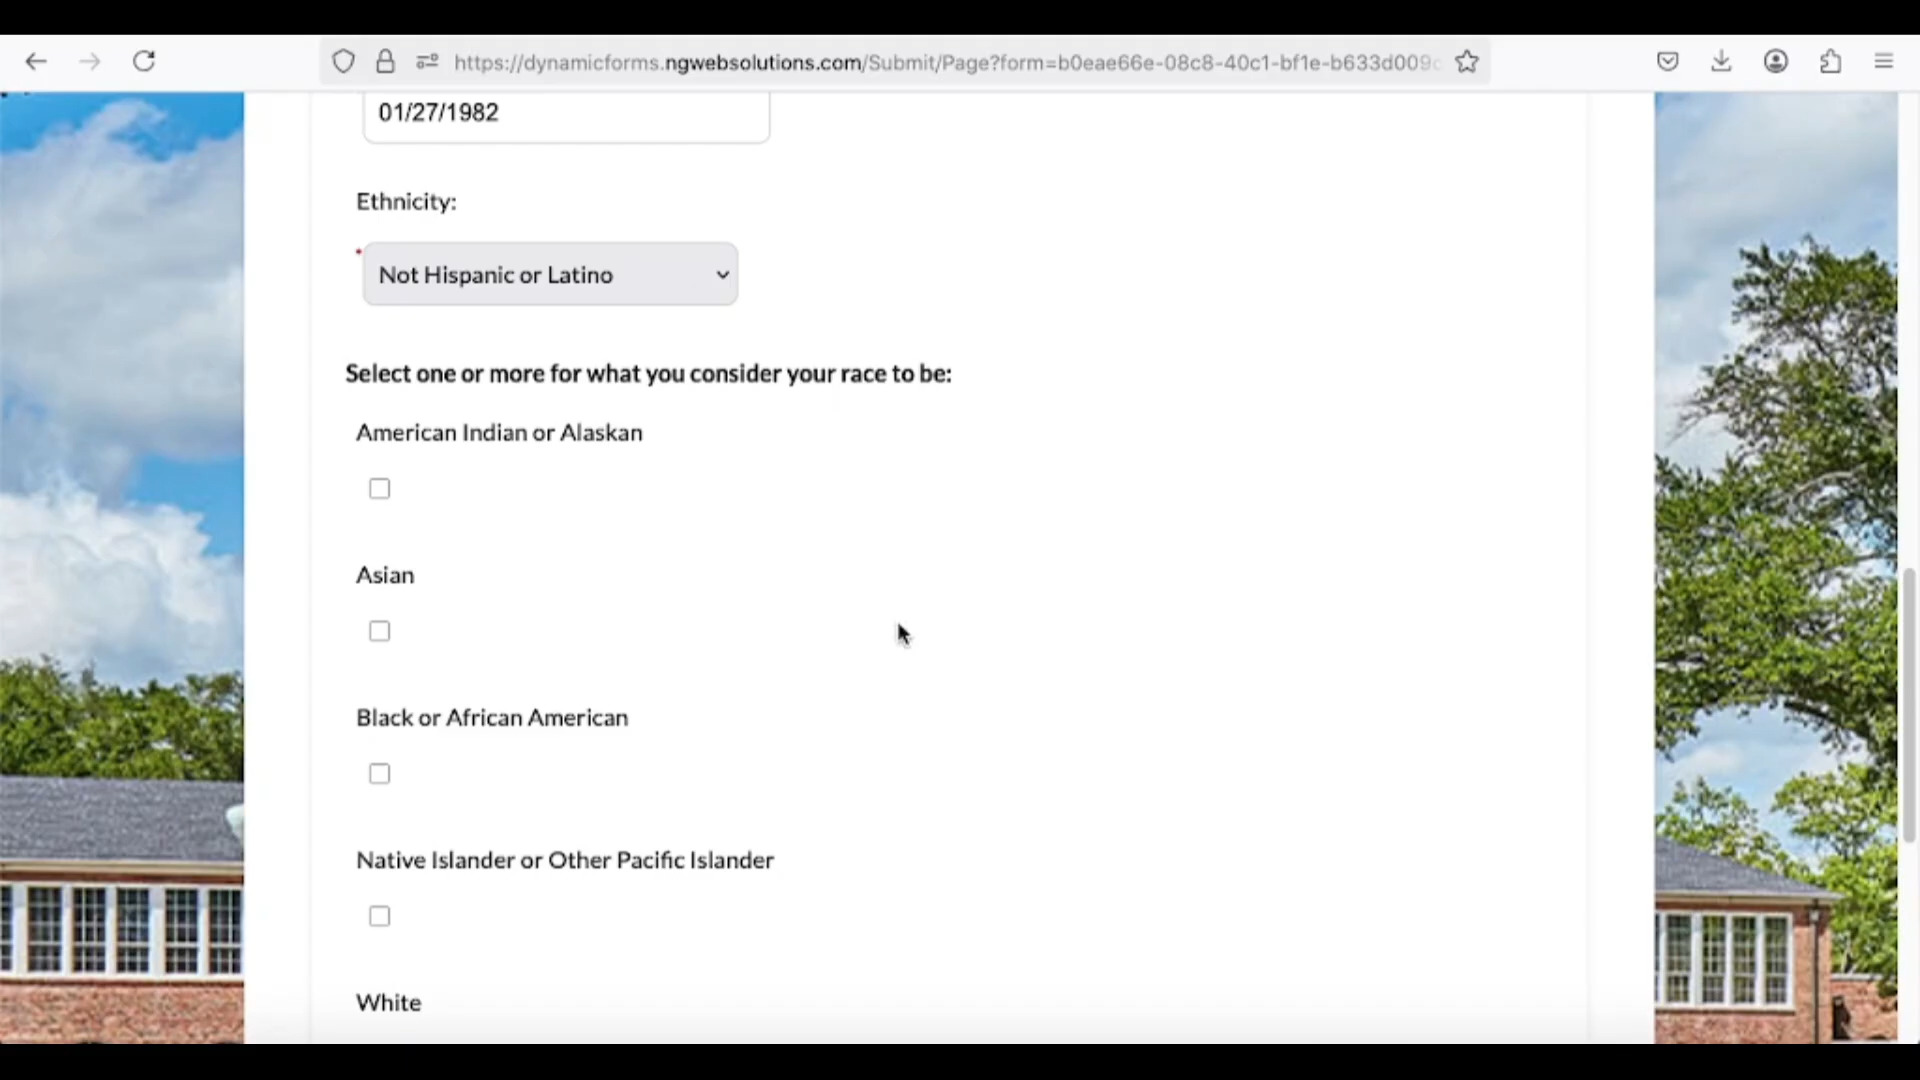 https://dynamicforms.ngwebsolutions.com/Submit/Page?form=b0eae66e-08c8-40c1-bf1e-b633d009
01/27/1982
Ethnicity:
* Not Hispanic or Latino
Select one or more for what you consider your race to be:
American Indian or Alaskan
Asian
Black or African American
Native Islander or Other Pacific Islander
White